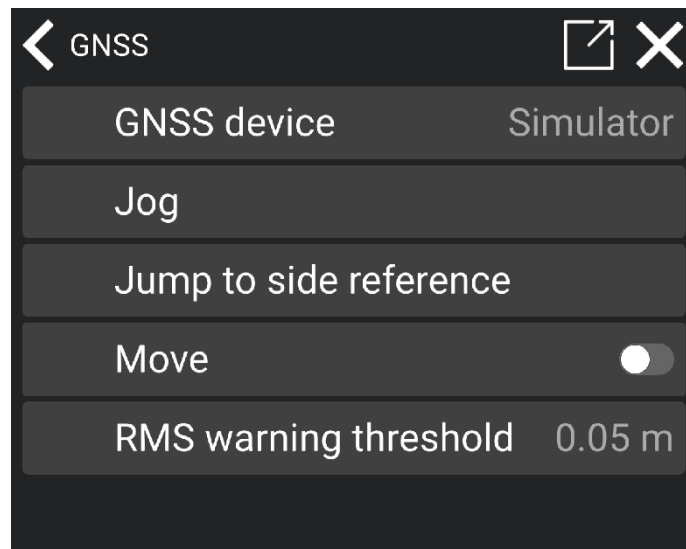 GNSS
GNSS device Simulator
Jog
Jump to side reference
Move
RMS warning threshold 0.05 m